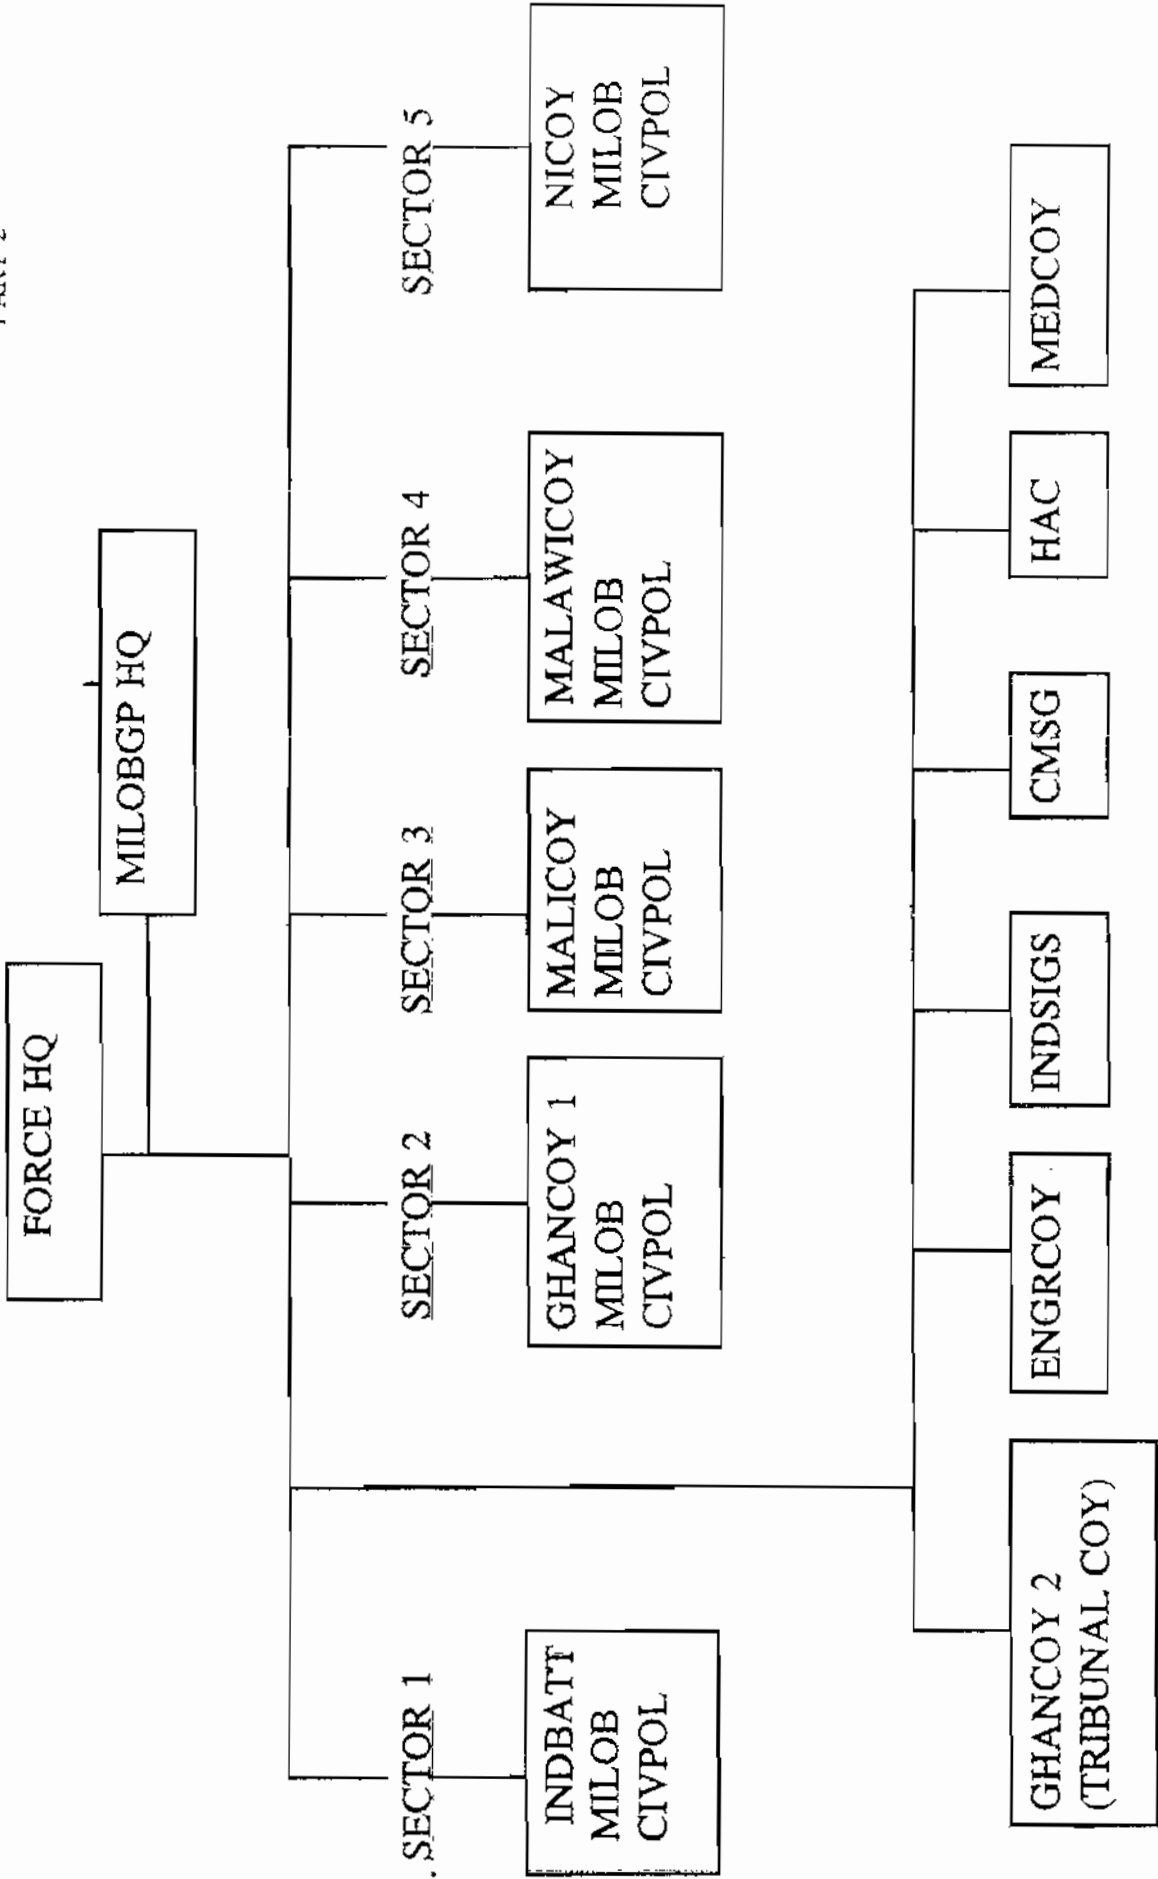 PART 2
FORCE HQ
MILOBGP HQ
SECTOR 1
SECTOR 2
SECTOR 3
SECTOR 4
SECTOR 5
INDBATT
MILOB
CIVPOL
GHANCOY 1
MILOB
CIVPOL
MALICOY
MILOB
CIVPOL
MALAWICOY
MILOB
CIVPOL
NICOY
MILOB
CIVPOL
GHANCOY 2
(TRIBUNAL COY)
ENGRCOY
INDSIGS
CMSG
HAC
MEDCOY